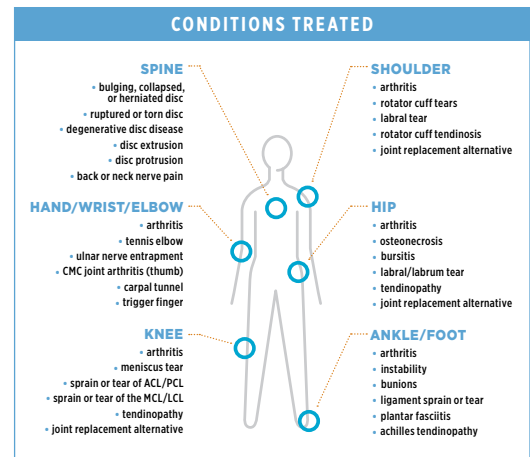 CONDITIONS TREATED
SPINE
• bulging, collapsed,
or herniated disc
• ruptured or torn disc
• degenerative disc disease
• disc extrusion
• disc protrusion
• back or neck nerve pain
SHOULDER
• arthritis
• rotator cuff tears
• labral tear
• rotator cuff tendinosis
• joint replacement alternative
HAND/WRIST/ELBOW
• arthritis
• tennis elbow
• ulnar nerve entrapment
• CMC joint arthritis (thumb)
• carpal tunnel
• trigger finger
HIP
• arthritis
• osteonecrosis
• bursitis
• labral/labrum tear
• tendinopathy
• joint replacement alternative
KNEE
• arthritis
• meniscus tear
• sprain or tear of ACL/PCL
• sprain or tear of the MCL/LCL
• tendinopathy
• joint replacement alternative
ANKLE/FOOT
• arthritis
• instability
• bunions
• ligament sprain or tear
• plantar fasciitis
• achilles tendinopathy